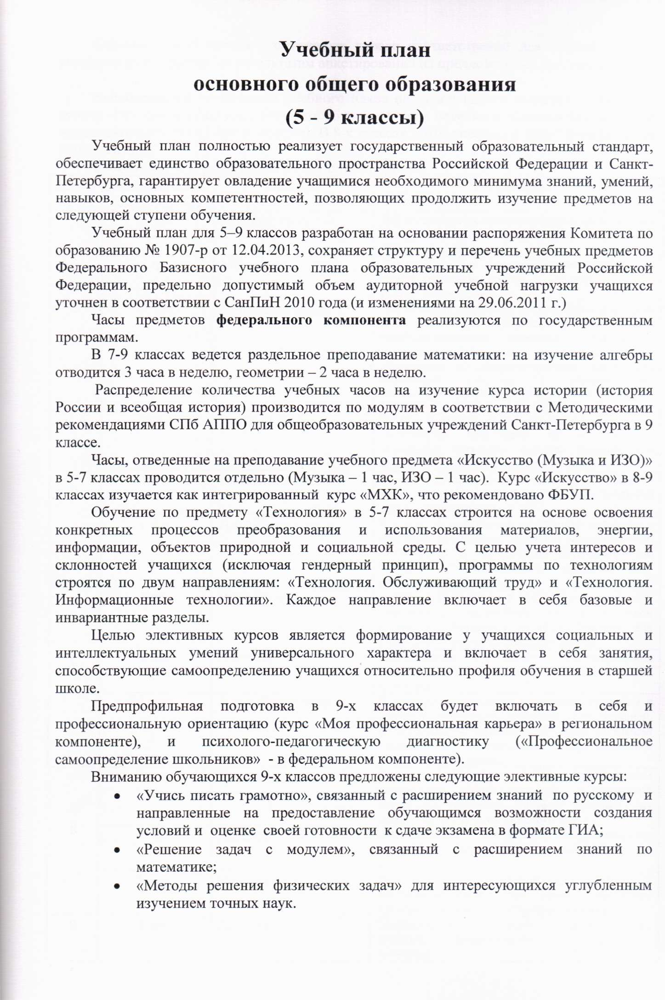 Учебный план
основного общего образования
(5 - 9 классы)
Учебный план полностью реализует государственный образовательный стандарт,
обеспечивает единство образовательного пространства Российской Федерации и Санкт-
Петербурга, гарантирует овладение учащимися необходимого минимума знаний, умений,
навыков, основных компетентностей, позволяющих продолжить изучение предметов на
следующей ступени обучения.
Учебный план для 5–9 классов разработан на основании распоряжения Комитета по
образованию № 1907-р от 12.04.2013, сохраняет структуру и перечень учебных предметов
Федерального Базисного учебного плана образовательных учреждений Российской
Федерации, предельно допустимый объем аудиторной учебной нагрузки учащихся
уточнен в соответствии с СанПиН 2010 года (и изменениями на 29.06.2011 г.)
Часы предметов федерального компонента реализуются по государственным
программам.
В 7-9 классах ведется раздельное преподавание математики: на изучение алгебры
отводится 3 часа в неделю, геометрии – 2 часа в неделю.
Распределение количества учебных часов на изучение курса истории (история
России и всеобщая история) производится по модулям в соответствии с Методическими
рекомендациями СПб АППО для общеобразовательных учреждений Санкт-Петербурга в 9
классе.
Часы, отведенные на преподавание учебного предмета «Искусство (Музыка и ИЗО)»
в 5-7 классах проводится отдельно (Музыка – 1 час, ИЗО – 1 час). Курс «Искусство» в 8-9
классах изучается как интегрированный курс «МХК», что рекомендовано ФБУП.
Обучение по предмету «Технология» в 5-7 классах строится на основе освоения
конкретных процессов преобразования и использования материалов, энергии,
информации, объектов природной и социальной среды. С целью учета интересов и
склонностей учащихся (исключая гендерный принцип), программы по технологиям
строятся по двум направлениям: «Технология. Обслуживающий труд» и «Технология.
Информационные технологии». Каждое направление включает в себя базовые и
инвариантные разделы.
Целью элективных курсов является формирование у учащихся социальных и
интеллектуальных умений универсального характера и включает в себя занятия,
способствующие самоопределению учащихся относительно профиля обучения в старшей
школе.
Предпрофильная подготовка в 9-х классах будет включать в себя и
профессиональную ориентацию (курс «Моя профессиональная карьера» в региональном
компоненте), и психолого-педагогическую диагностику («Профессиональное
самоопределение школьников» - в федеральном компоненте).
Вниманию обучающихся 9-х классов предложены следующие элективные курсы:
• «Учись писать грамотно», связанный с расширением знаний по русскому и
направленные на предоставление обучающимся возможности создания
условий и оценке своей готовности к сдаче экзамена в формате ГИА;
• «Решение задач с модулем», связанный с расширением знаний по
математике;
• «Методы решения физических задач» для интересующихся углубленным
изучением точных наук.